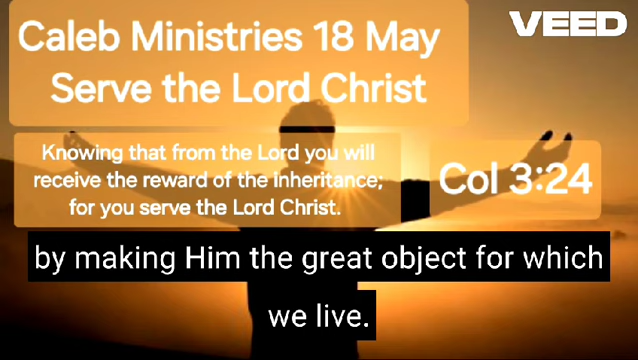 Caleb Ministries 18 May
Serve the Lord Christ
VEED
Knowing that from the Lord you will
receive the reward of the inheritance;
for you serve the Lord Christ.
Col 3:24
by making Him the great object for which
we live.